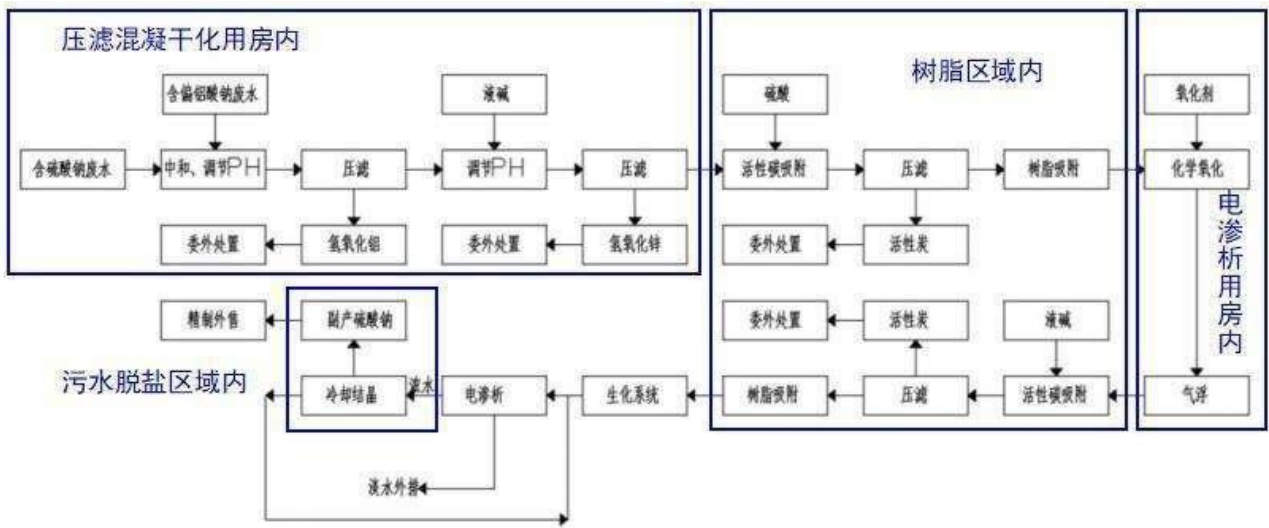 压滤混凝干化用房内
树脂区域内
含偏铝酸钠废水
液碱
硫酸
氧化剂
含硫酸钠废水
中和、调节PH
压滤
调节PH
压滤
活性碳吸附
压滤
树脂吸附
化学氧化
委外处置
氢氧化铝
委外处置
氢氧化锌
委外处置
活性炭
电渗析用房内
精制外售
副产硫酸钠
委外处置
活性炭
液碱
污水脱盐区域内
冷却结晶
浓水
电渗析
生化系统
树脂吸附
压滤
活性碳吸附
气浮
淡水外排